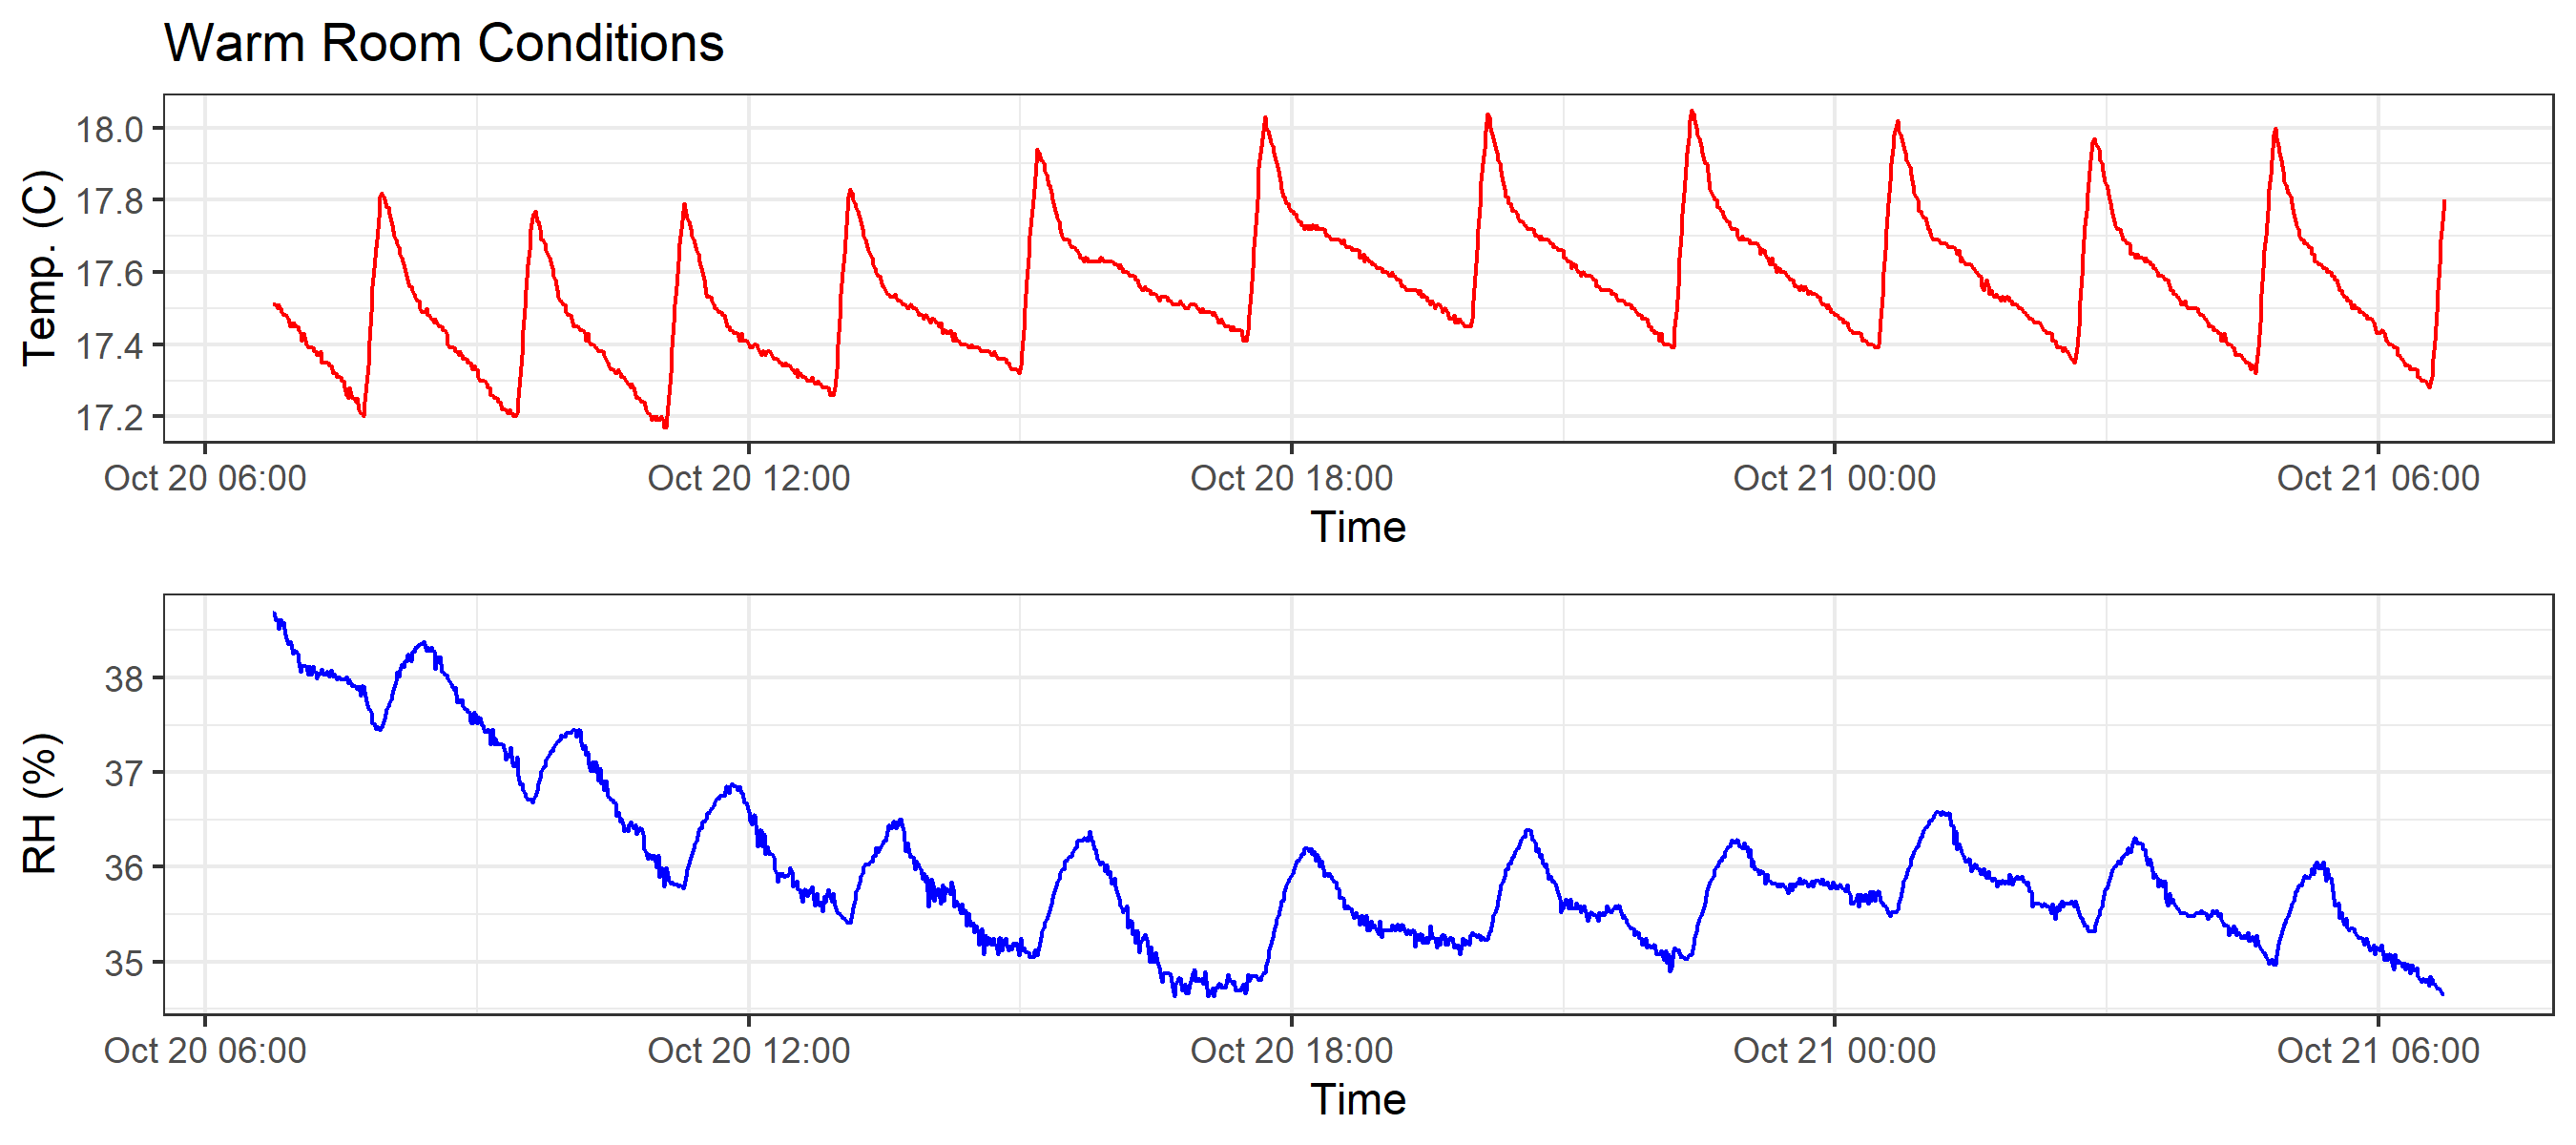 Warm Room Conditions
Temp. (C)
18.0
17.8
17.6
17.4
17.2
Oct 20 06:00 Oct 20 12:00 Oct 20 18:00 Oct 21 00:00 Oct 21 06:00
Time
RH (%)
38
37
36
35
Oct 20 06:00 Oct 20 12:00 Oct 20 18:00 Oct 21 00:00 Oct 21 06:00
Time